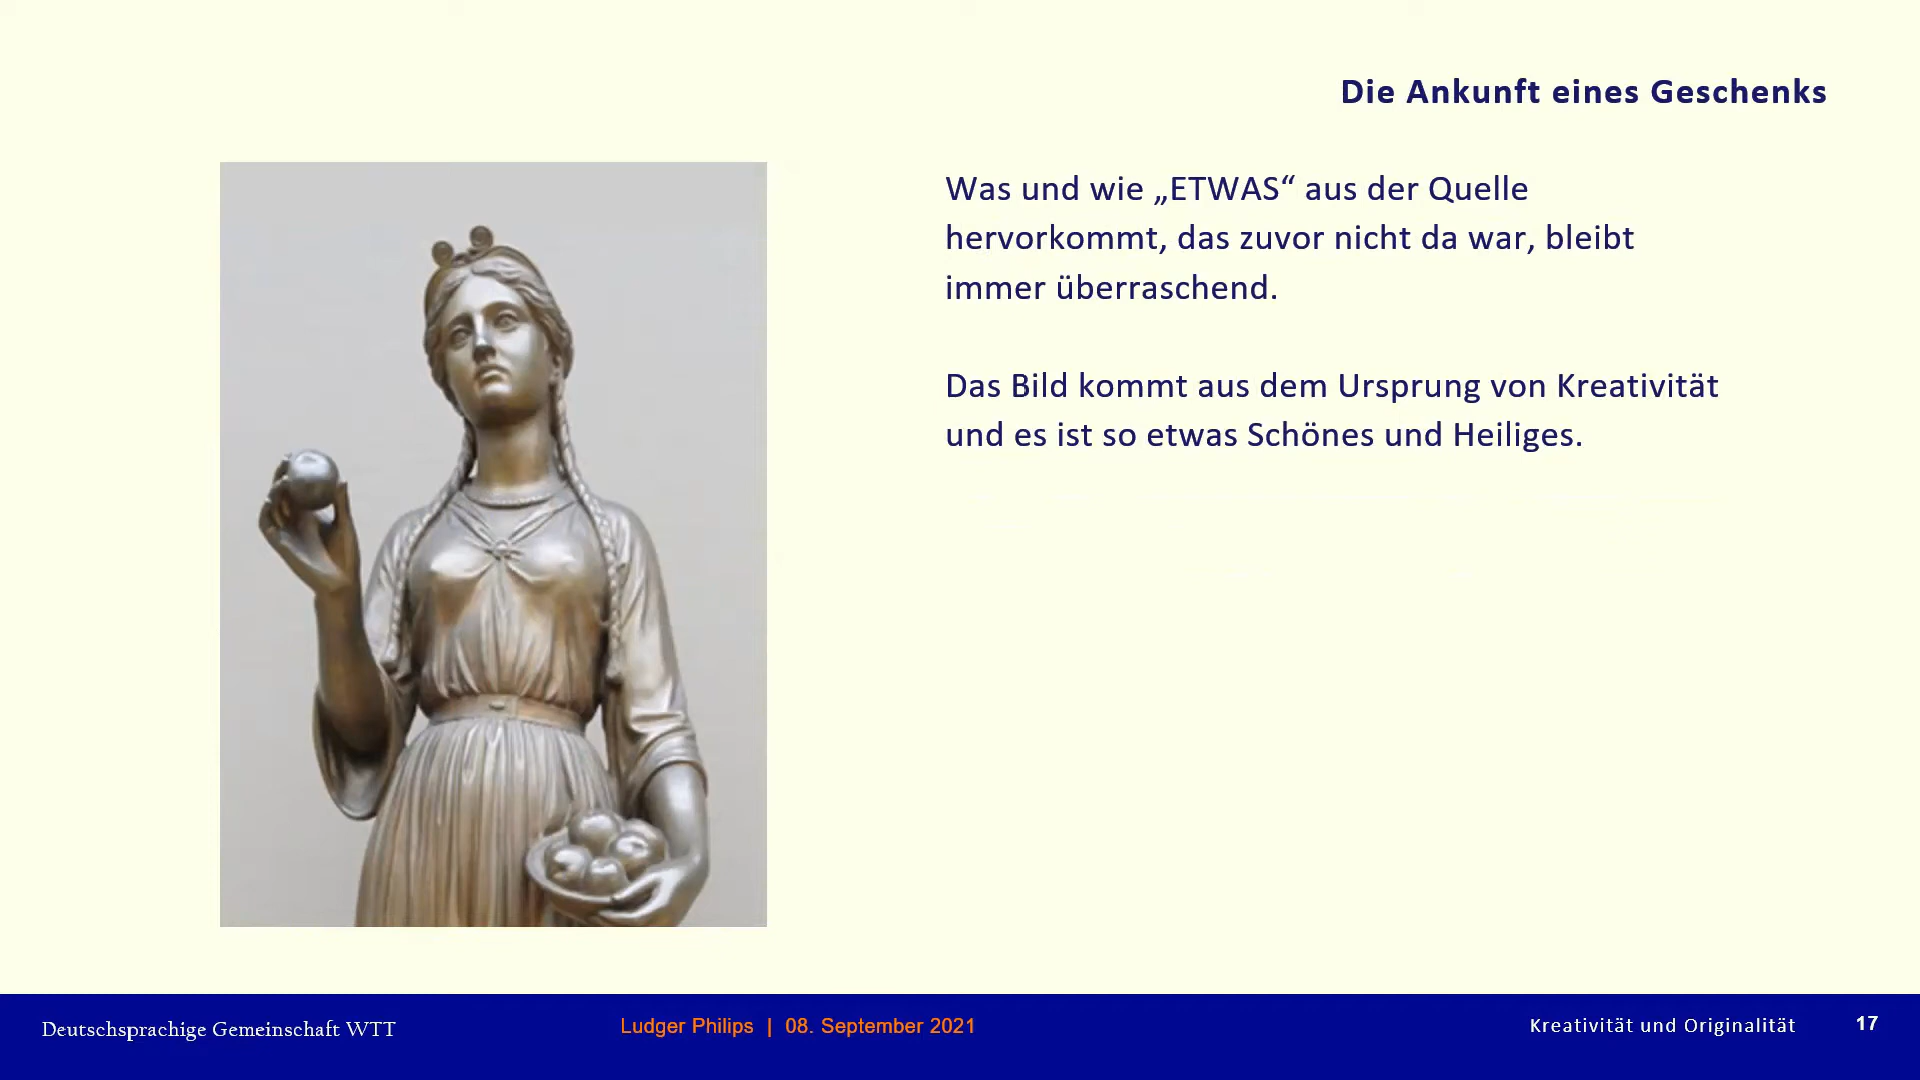 Die Ankunft eines Geschenks
Was und wie „ETWAS“ aus der Quelle
hervorkommt, das zuvor nicht da war, bleibt
immer überraschend.
Das Bild kommt aus dem Ursprung von Kreativität
und es ist so etwas Schönes und Heiliges.
Deutschsprachige Gemeinschaft WTT
Ludger Philips | 08. September 2021
Kreativität und Originalität
17